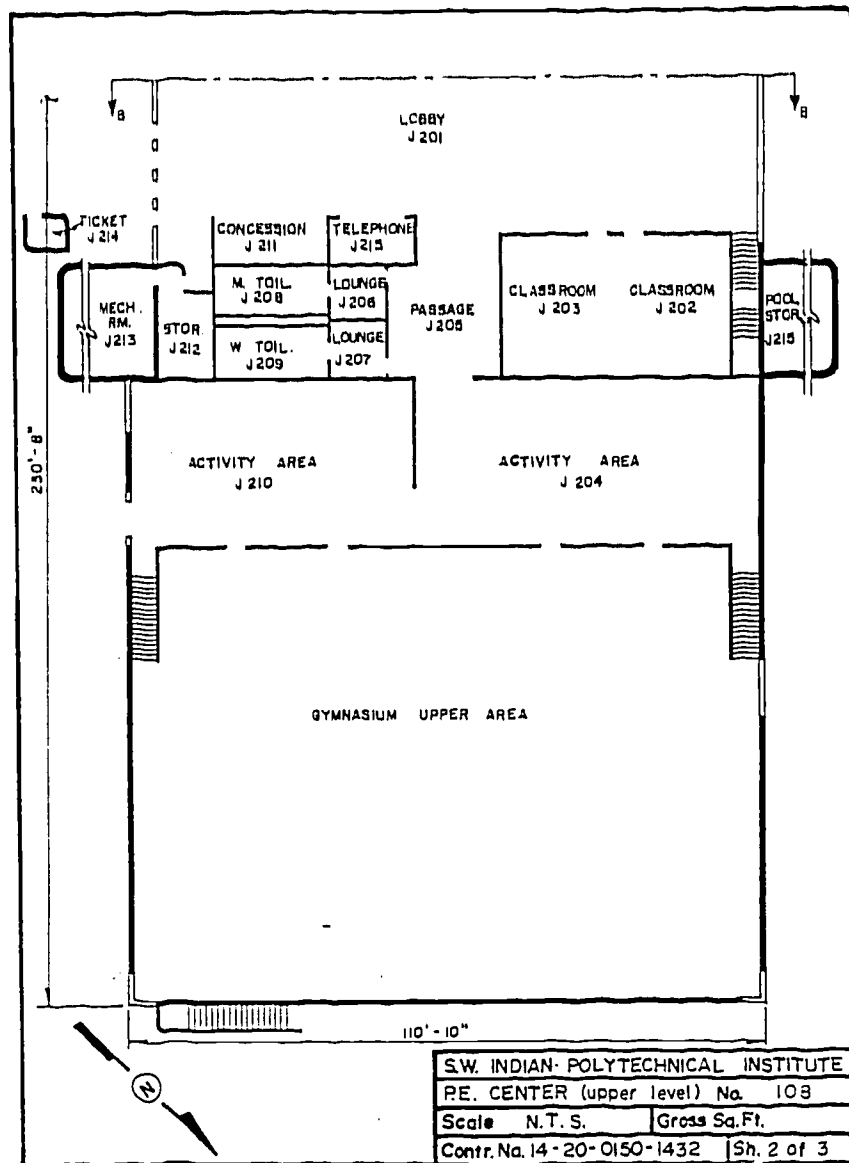 B
B
LOBBY
J 201
TICKET
J 214
CONCESSION
J 211
TELEPHONE
J 215
MECH.
RM.
J 213
STOR.
J 212
M. TOIL.
J 208
LOUNGE
J 206
W TOIL.
J 209
LOUNGE
J 207
PASSAGE
J 205
CLASSROOM
J 203
CLASSROOM
J 202
POOL
STOR.
J 215
230'-8"
ACTIVITY AREA
J 210
ACTIVITY AREA
J 204
GYMNASIUM UPPER AREA
110'-10"
N
S.W. INDIAN POLYTECHNICAL INSTITUTE
P.E. CENTER (upper level) No. 108
Scale N.T.S. Gross Sq.Ft.
Contr. No. 14-20-0150-1432 Sh. 2 of 3